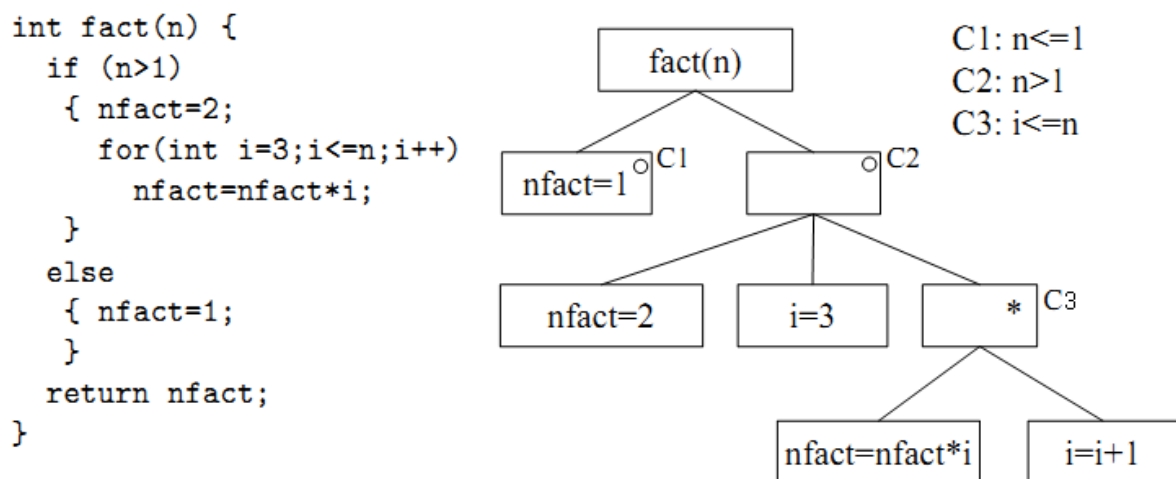 int fact(n) {
if (n>1)
{ nfact=2;
for(int i=3;i<=n;i++)
nfact=nfact*i;
}
else
{ nfact=1;
}
return nfact;
}
fact(n)
C1: n<=1
C2: n>1
C3: i<=n
nfact=1
C1
C2
nfact=2
i=3
*
C3
nfact=nfact*i
i=i+1